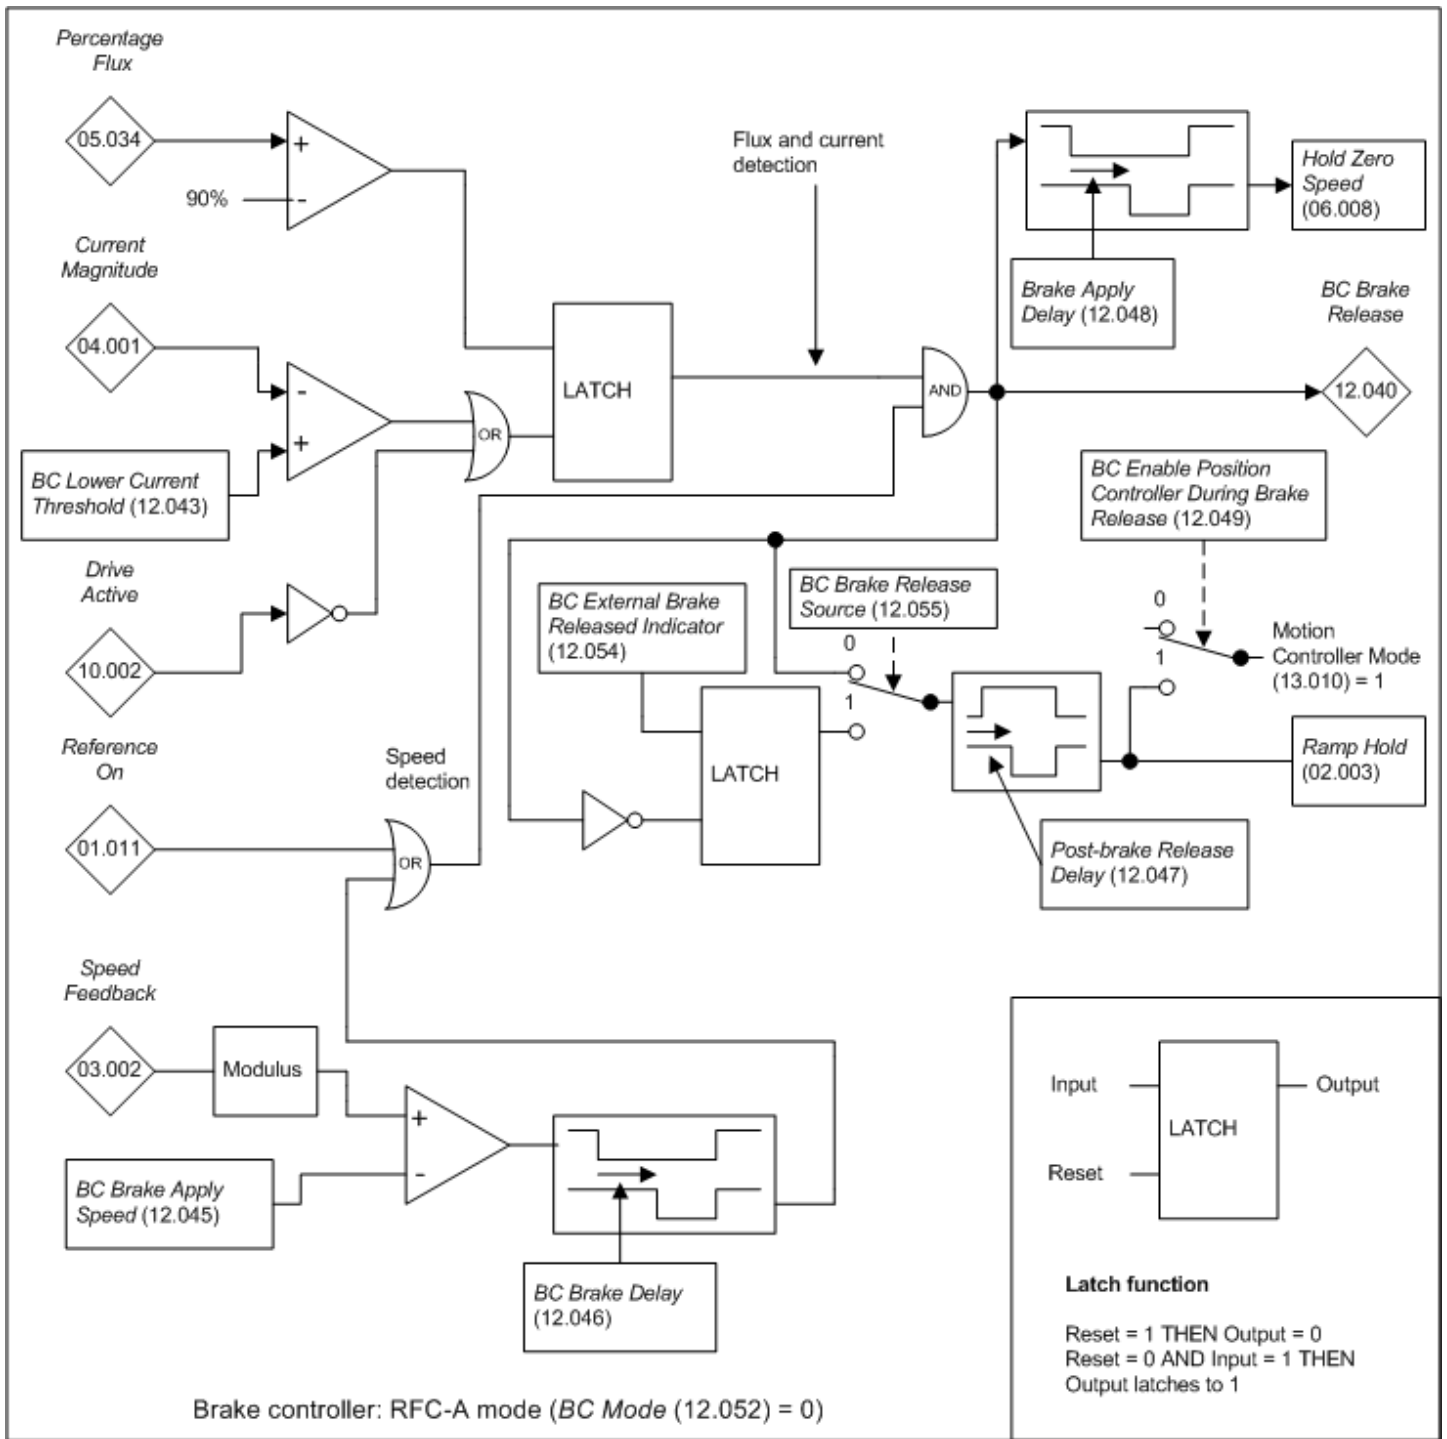 Percentage
Flux
05.034
+
90%
-
Flux and current
detection
Hold Zero
Speed
(06.008)
Current
Magnitude
04.001
-
+
BC Lower Current
Threshold (12.043)
OR
LATCH
AND
Brake Apply
Delay (12.048)
BC Brake
Release
12.040
Drive
Active
10.002
BC External Brake
Released Indicator
(12.054)
BC Brake Release
Source (12.055)
0
1
LATCH
BC Enable Position
Controller During Brake
Release (12.049)
0
1
Motion
Controller Mode
(13.010) = 1
Ramp Hold
(02.003)
Post-brake Release
Delay (12.047)
Reference
On
01.011
Speed
detection
OR
Speed
Feedback
03.002
Modulus
+
-
BC Brake Apply
Speed (12.045)
BC Brake Delay
(12.046)
Input
Reset
LATCH
Output
Latch function
Reset = 1 THEN Output = 0
Reset = 0 AND Input = 1 THEN
Output latches to 1
Brake controller: RFC-A mode (BC Mode (12.052) = 0)